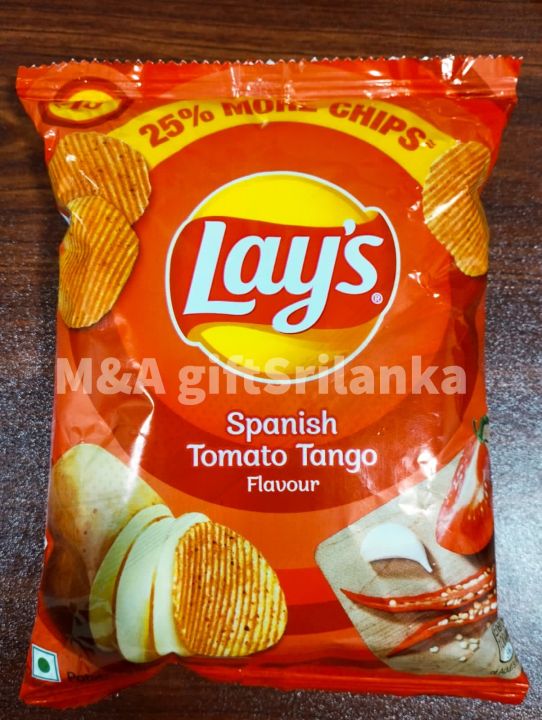 25% MORE CHIPS≈
Lay's®
M&A giftSrilanka
Spanish
Tomato Tango
Flavour